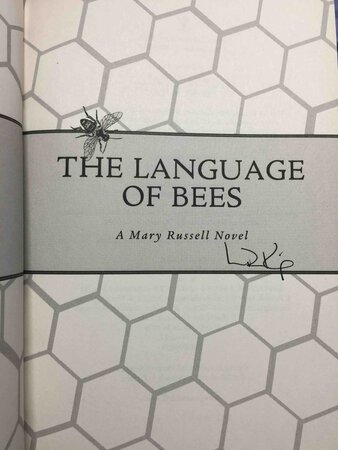 THE LANGUAGE
OF BEES
A Mary Russell Novel